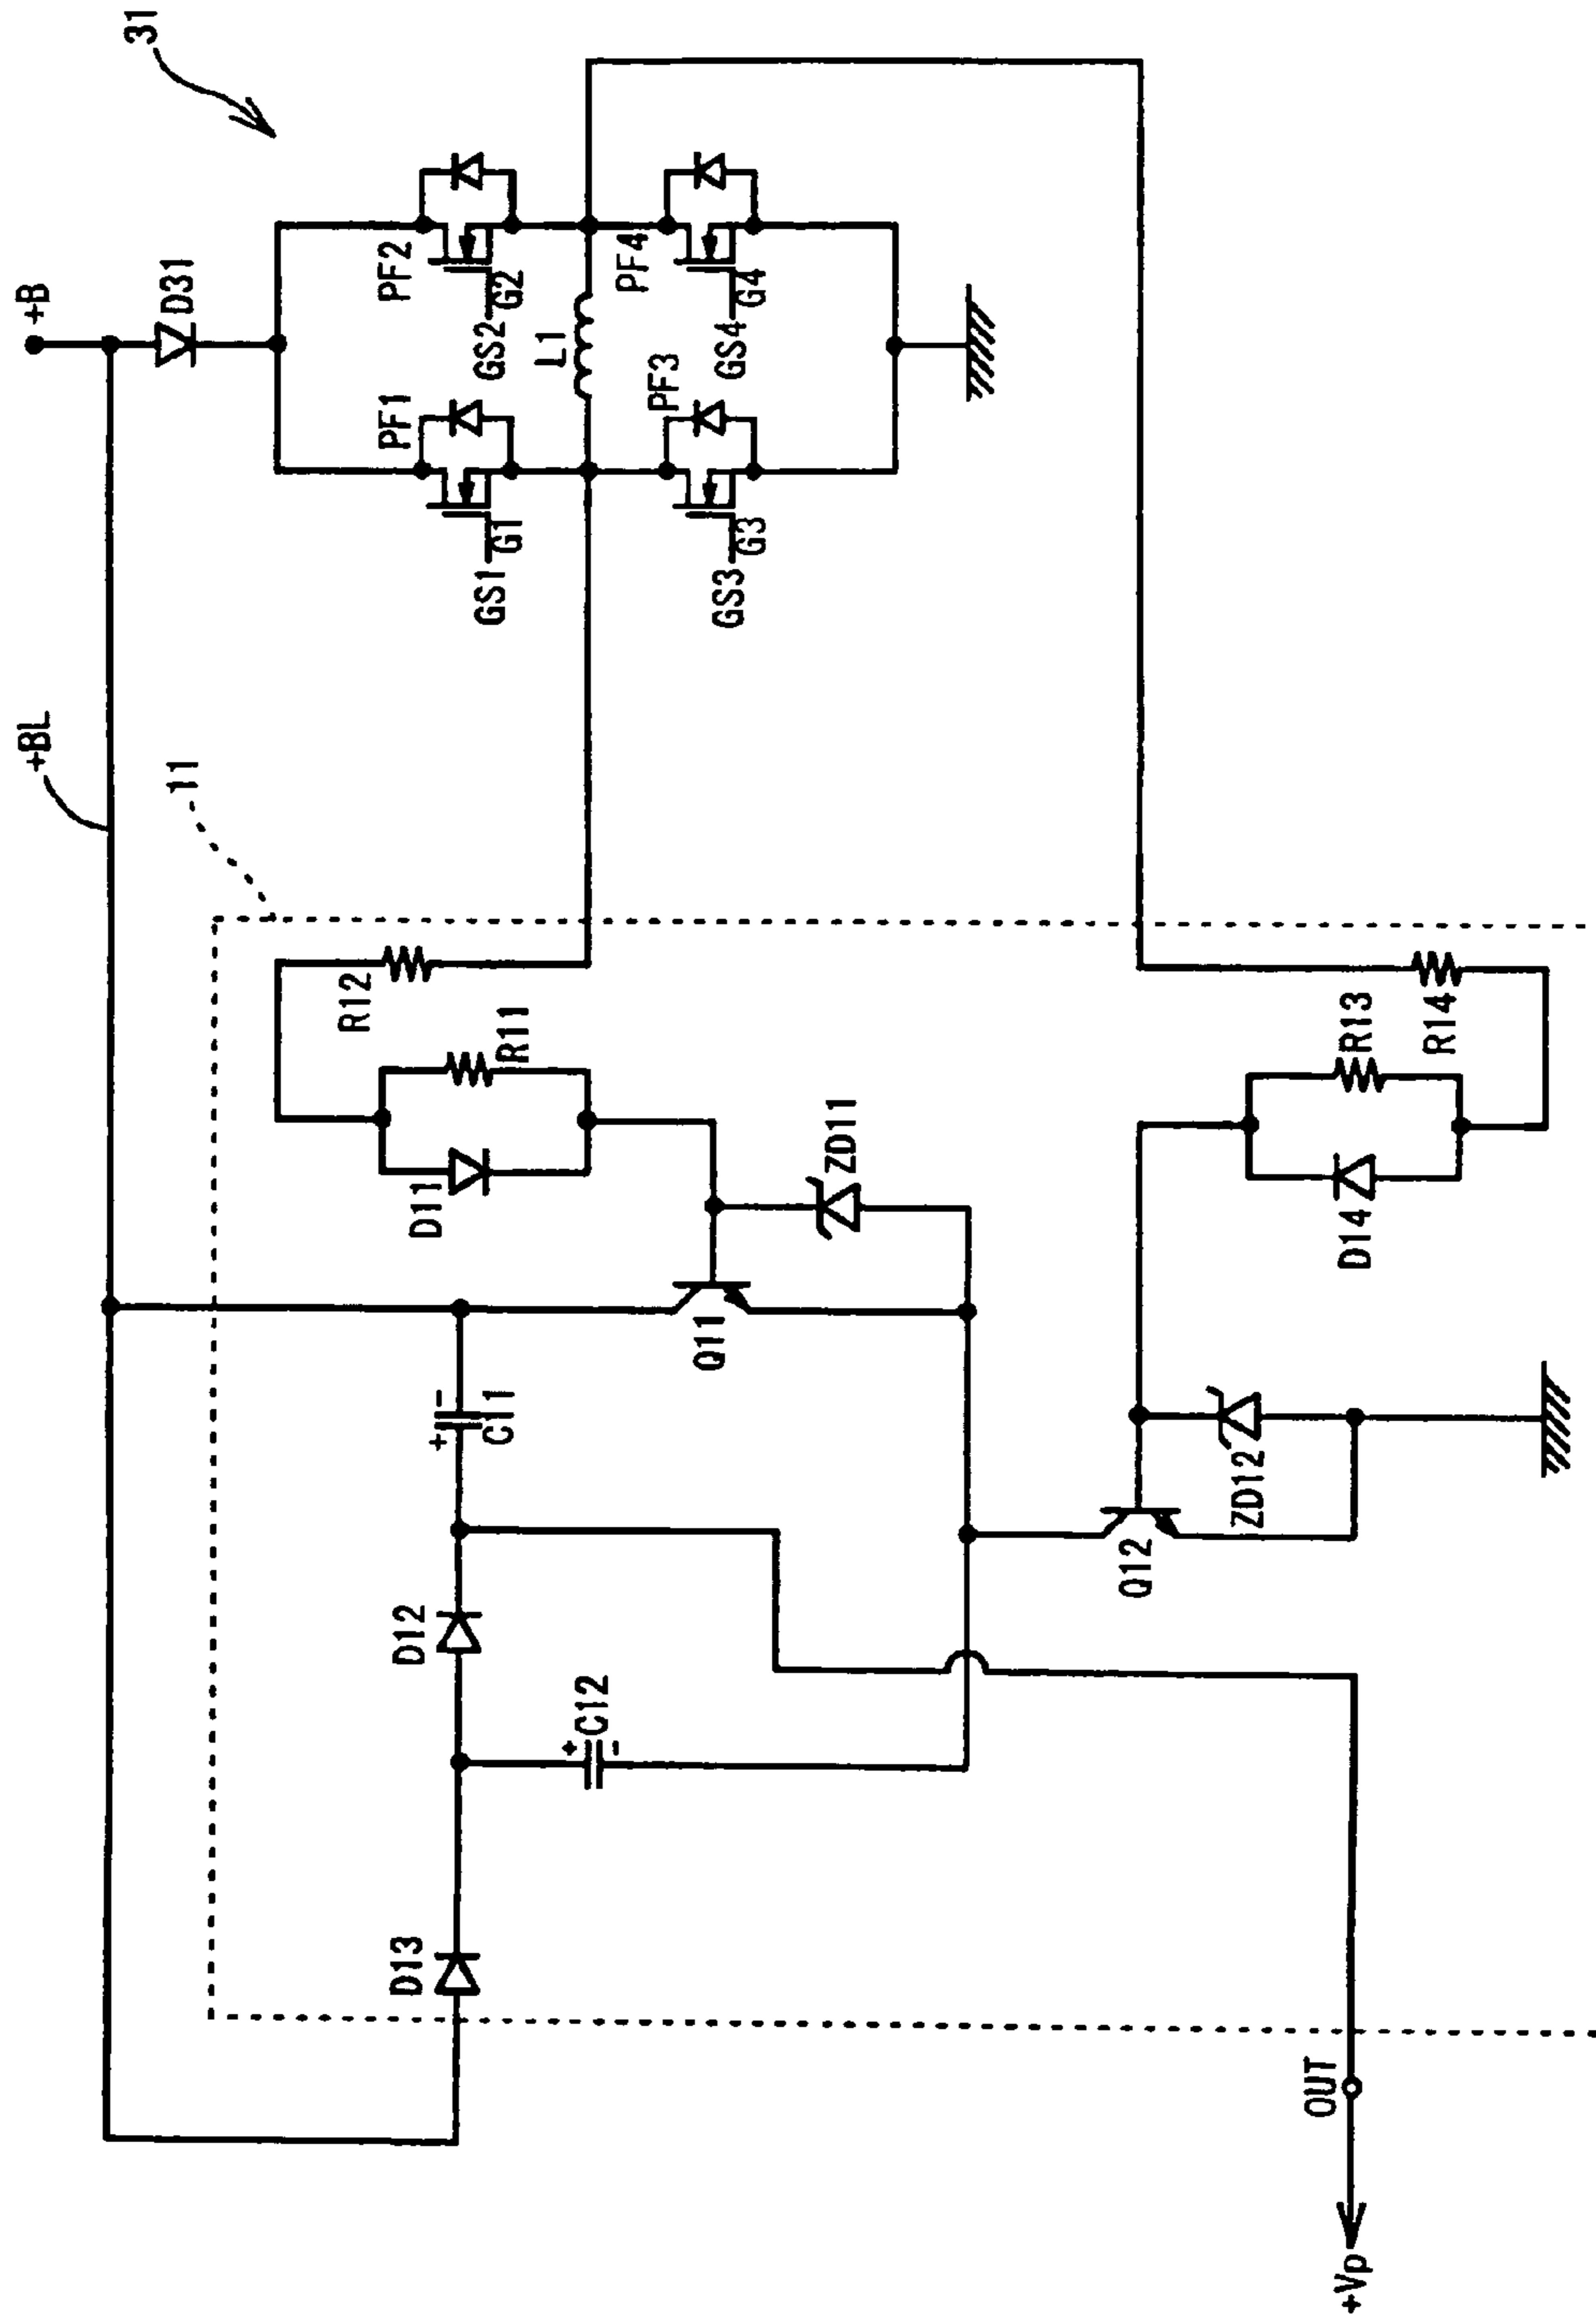 31
+B
+BL
11
D31
PF1
PF2
GS1
G1
GS2
G2
L1
PF3
PF4
GS3
G3
GS4
G4
R12
R11
D11
ZD11
Q11
- +
C11
D12
D13
+ -
C12
R13
R14
D14
ZD12
Q12
OUT
+Vp